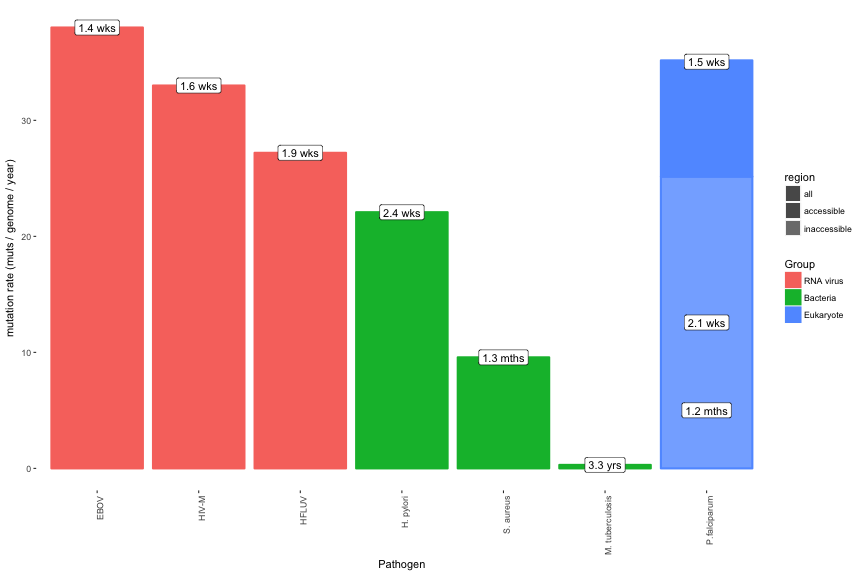 1.4 wks
1.5 wks
1.6 wks
1.9 wks
2.4 wks
2.1 wks
1.3 mths
1.2 mths
3.3 yrs
30
20
10
0
mutation rate (muts / genome / year)
EBOV
HIV-M
HFLUV
H. pylori
S. aureus
M. tuberculosis
P.falciparum
Pathogen
region
all
accessible
inaccessible
Group
RNA virus
Bacteria
Eukaryote